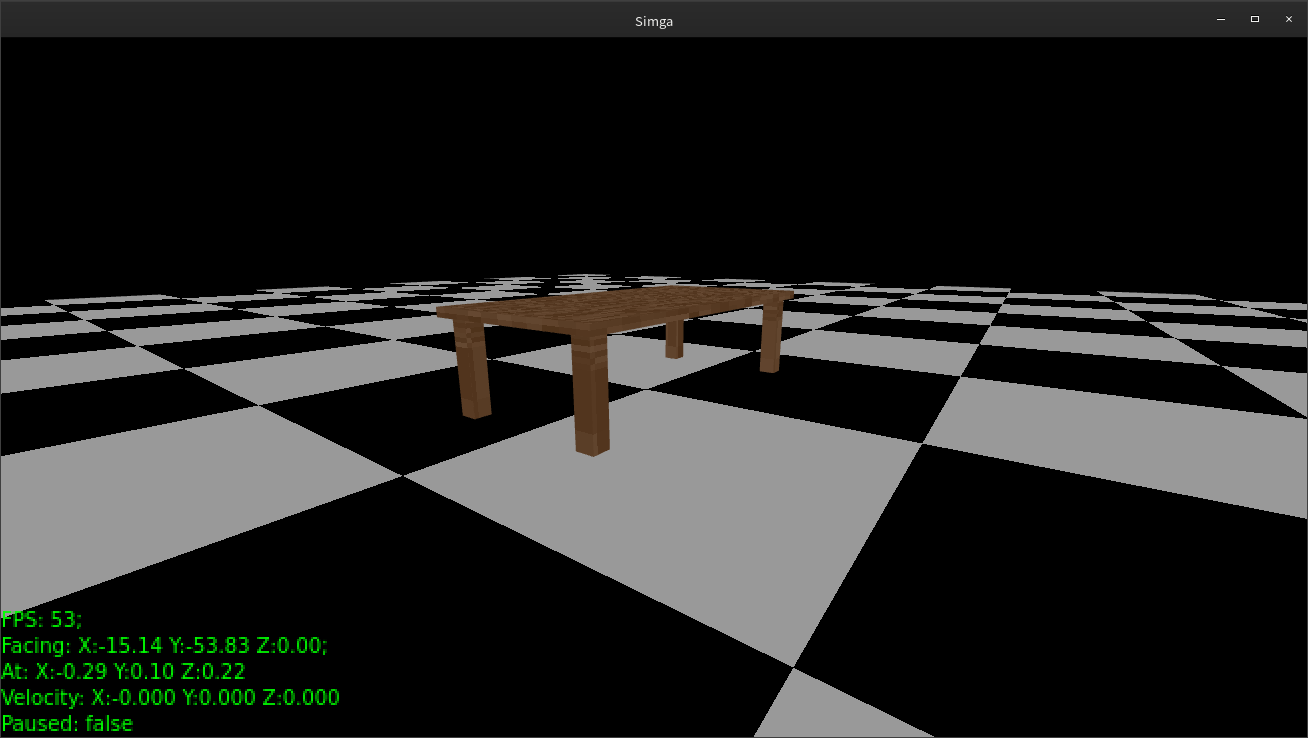 Simga
FPS: 53;
Facing: X:-15.14 Y:-53.83 Z:0.00;
At: X:-0.29 Y:0.10 Z:0.22
Velocity: X:-0.000 Y:0.000 Z:0.000
Paused: false